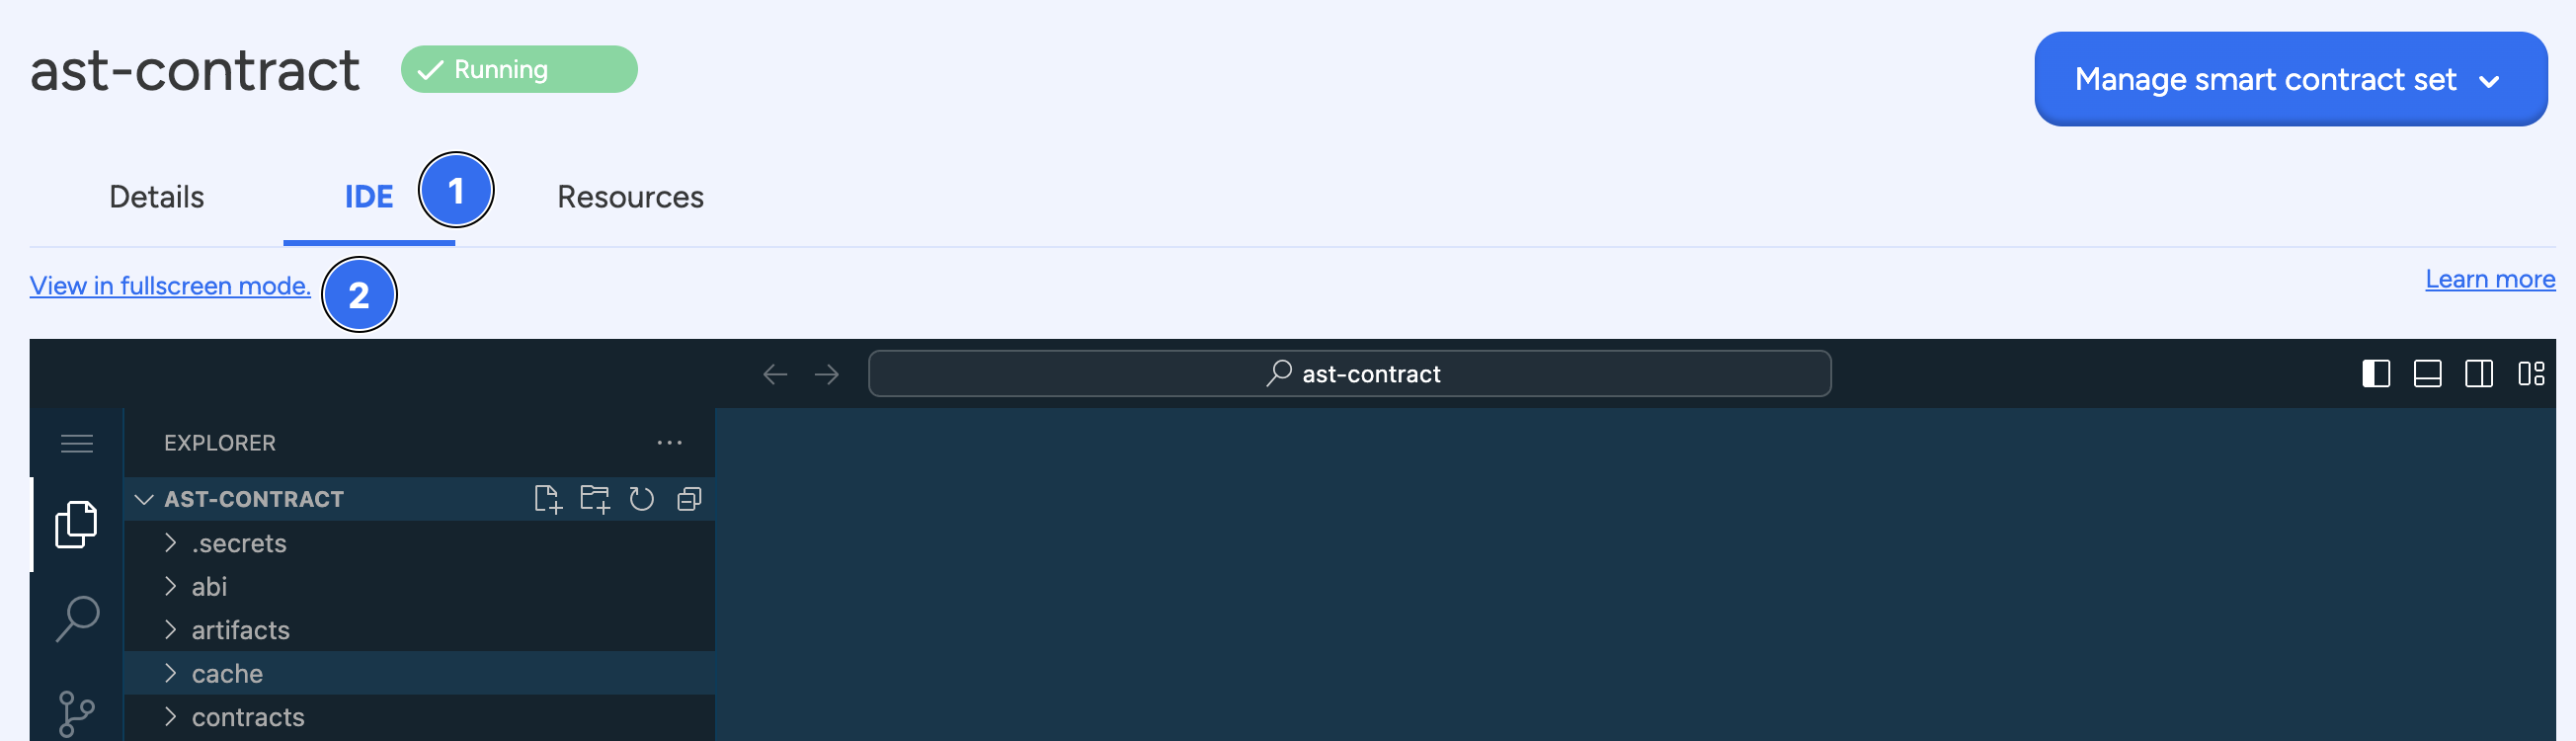 ast-contract
Running
Manage smart contract set
Details
IDE
1
Resources
View in fullscreen mode.
2
Learn more
ast-contract
EXPLORER
AST-CONTRACT
.secrets
abi
artifacts
cache
contracts